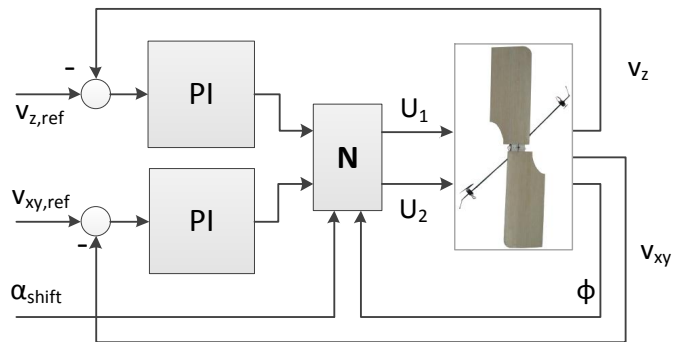 -
PI
v_z,ref
U₁
v_z
N
v_xy,ref
PI
U₂
-
v_xy
α_shift
ϕ